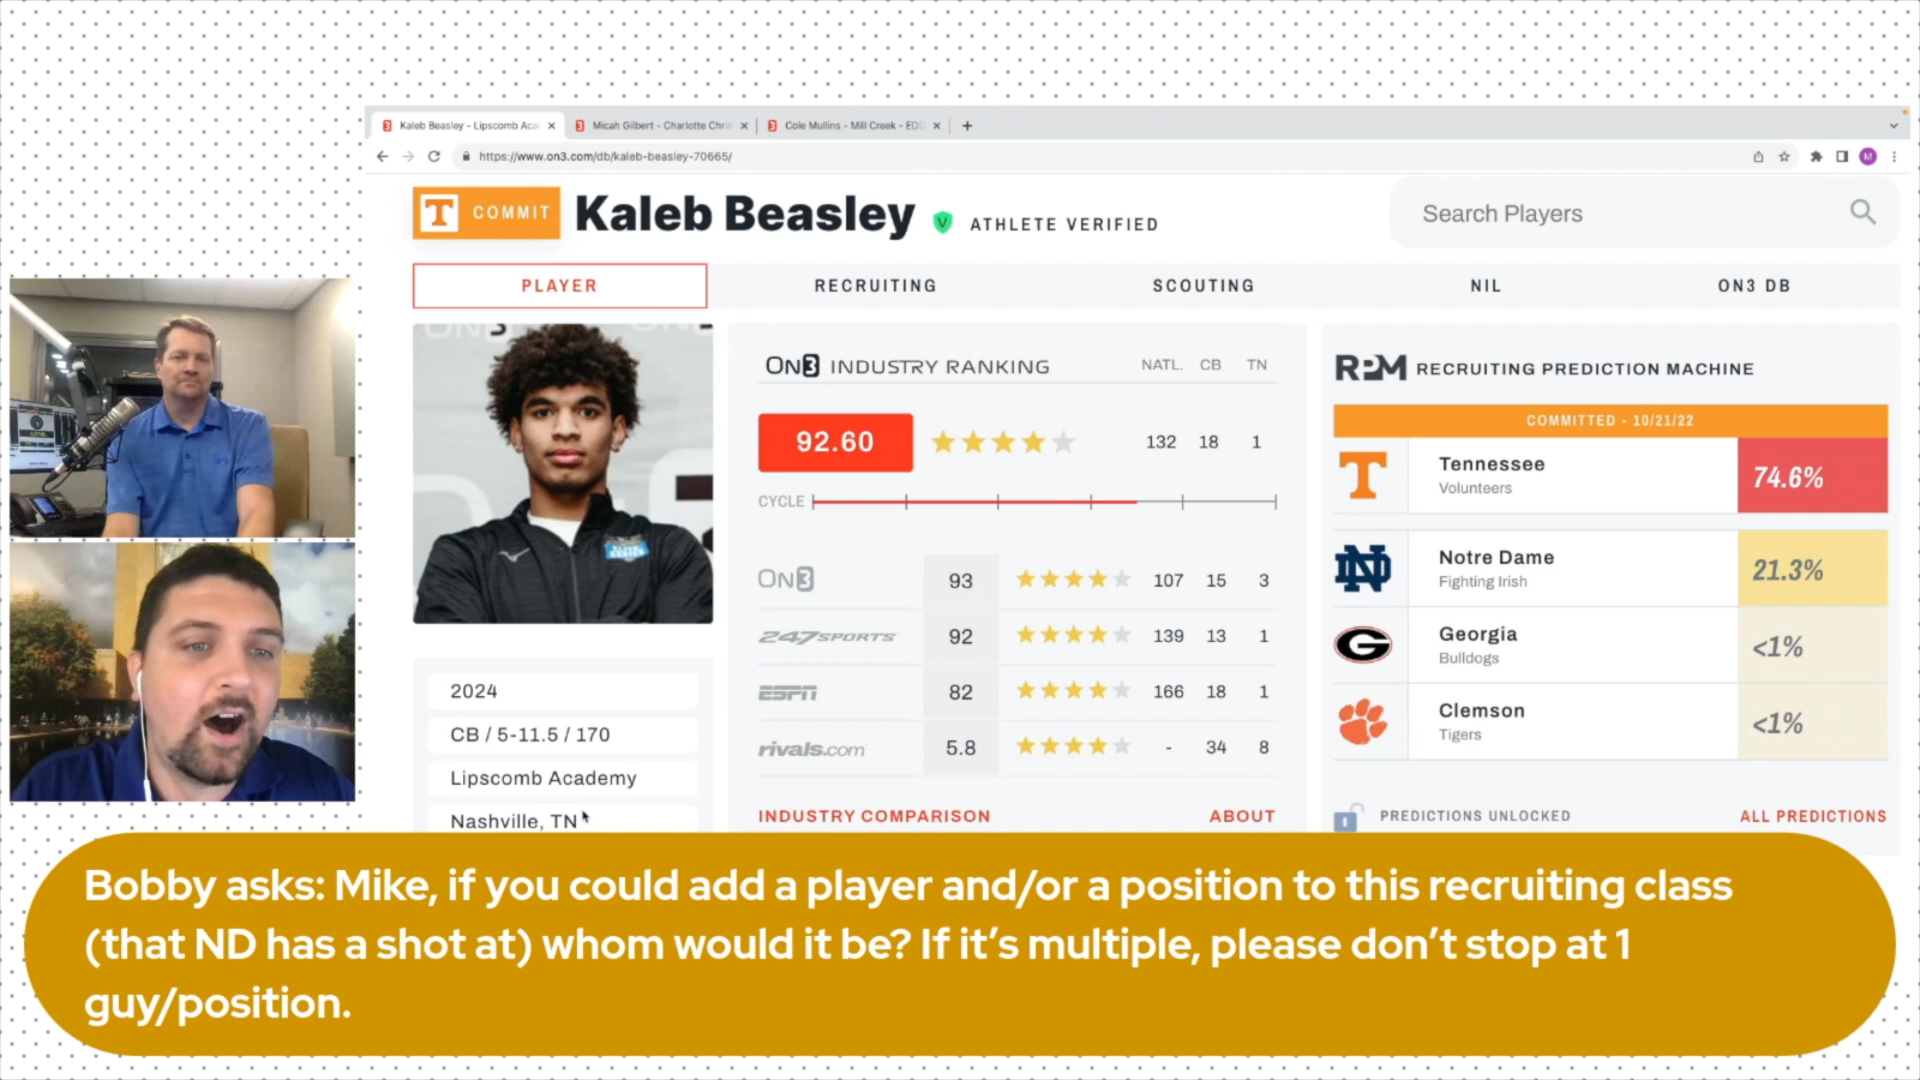 Kaleb Beasley - Lipscomb Aca
Micah Gilbert - Charlotte Chris
Cole Mullins - Mill Creek - EDG
https://www.on3.com/db/kaleb-beasley-70665/
M
T COMMIT
Kaleb Beasley
V ATHLETE VERIFIED
Search Players
PLAYER
RECRUITING
SCOUTING
NIL
ON3 DB
ON3 INDUSTRY RANKING NATL. CB TN
92.60 132 18 1
CYCLE
ON3 93 107 15 3
247SPORTS 92 139 13 1
ESPN 82 166 18 1
rivals.com 5.8 - 34 8
INDUSTRY COMPARISON ABOUT
2024
CB / 5-11.5 / 170
Lipscomb Academy
Nashville, TN
RPM RECRUITING PREDICTION MACHINE
COMMITTED - 10/21/22
T Tennessee 74.6%
Volunteers
ND Notre Dame 21.3%
Fighting Irish
G Georgia <1%
Bulldogs
Clemson <1%
Tigers
PREDICTIONS UNLOCKED ALL PREDICTIONS
Bobby asks: Mike, if you could add a player and/or a position to this recruiting class
(that ND has a shot at) whom would it be? If it's multiple, please don't stop at 1
guy/position.